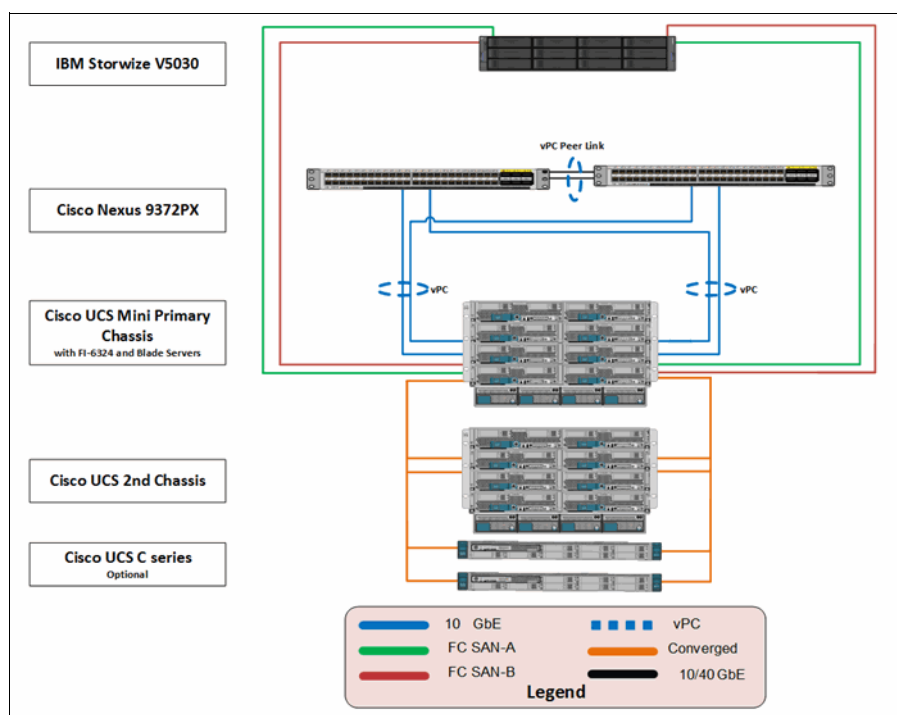 IBM Storwize V5030
vPC Peer Link
Cisco Nexus 9372PX
vPC
vPC
Cisco UCS Mini Primary
Chassis
with FI-6324 and Blade Servers
Cisco UCS 2nd Chassis
Cisco UCS C series
Optional
10 GbE
vPC
FC SAN-A
Converged
FC SAN-B
10/40 GbE
Legend